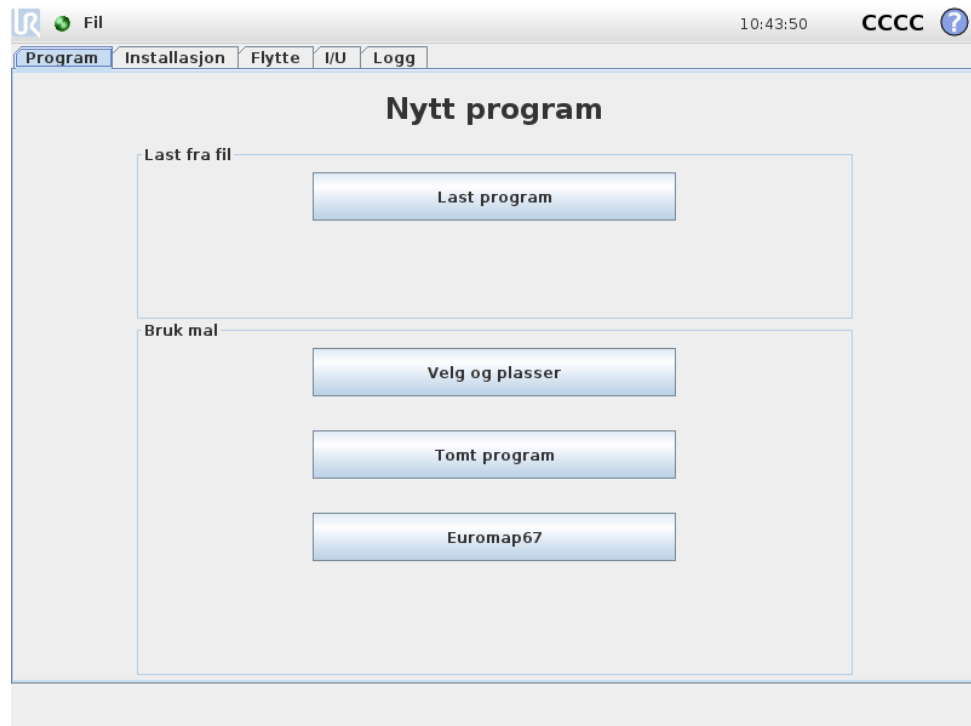 UR Fil 10:43:50 CCCC ?
Program Installasjon Flytte I/U Logg
Nytt program
Last fra fil
Last program
Bruk mal
Velg og plasser
Tomt program
Euromap67